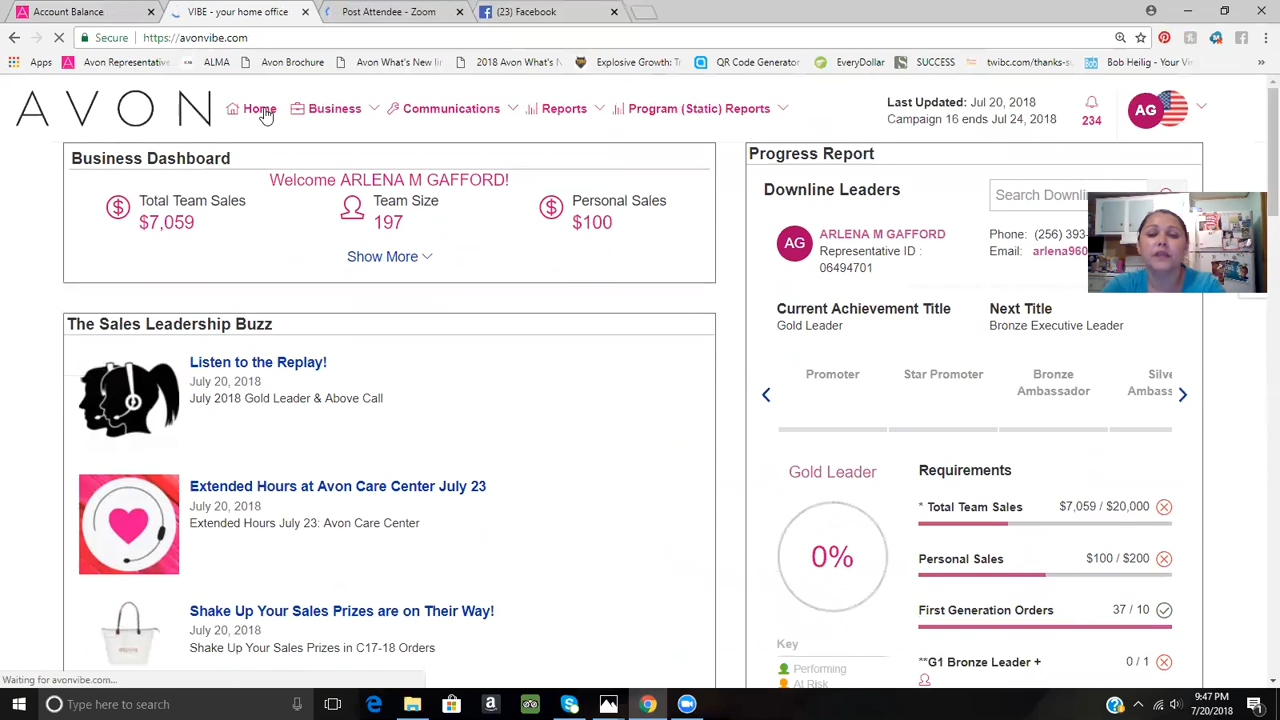 Account Balance
VIBE - your home office
Post Attendee - Zoom
(23) Facebook
Secure
https://avonvibe.com
Apps
Avon Representative
ALMA
Avon Brochure
Avon What's New in
2018 Avon What's N
Explosive Growth: T
QR Code Generator
EveryDollar
SUCCESS
twibc.com/thanks-su
Bob Heilig - Your Vi
AVON
Home
Business
Communications
Reports
Program (Static) Reports
Last Updated: Jul 20, 2018
Campaign 16 ends Jul 24, 2018
234
AG
Business Dashboard
Welcome ARLENA M GAFFORD!
Total Team Sales
$7,059
Team Size
197
Personal Sales
$100
Show More
The Sales Leadership Buzz
Listen to the Replay!
July 20, 2018
July 2018 Gold Leader & Above Call
Extended Hours at Avon Care Center July 23
July 20, 2018
Extended Hours July 23: Avon Care Center
Shake Up Your Sales Prizes are on Their Way!
July 20, 2018
Shake Up Your Sales Prizes in C17-18 Orders
Progress Report
Downline Leaders
Search Downli
AG
ARLENA M GAFFORD
Representative ID :
06494701
Phone: (256) 393-
Email: arlena960
Current Achievement Title
Gold Leader
Next Title
Bronze Executive Leader
Promoter
Star Promoter
Bronze
Ambassador
Silve
Ambass
Gold Leader
0%
Requirements
* Total Team Sales
$7,059 / $20,000
Personal Sales
$100 / $200
First Generation Orders
37 / 10
**G1 Bronze Leader +
0 / 1
Key
Performing
At Risk
Waiting for avonvibe.com...
Type here to search
9:47 PM
7/20/2018